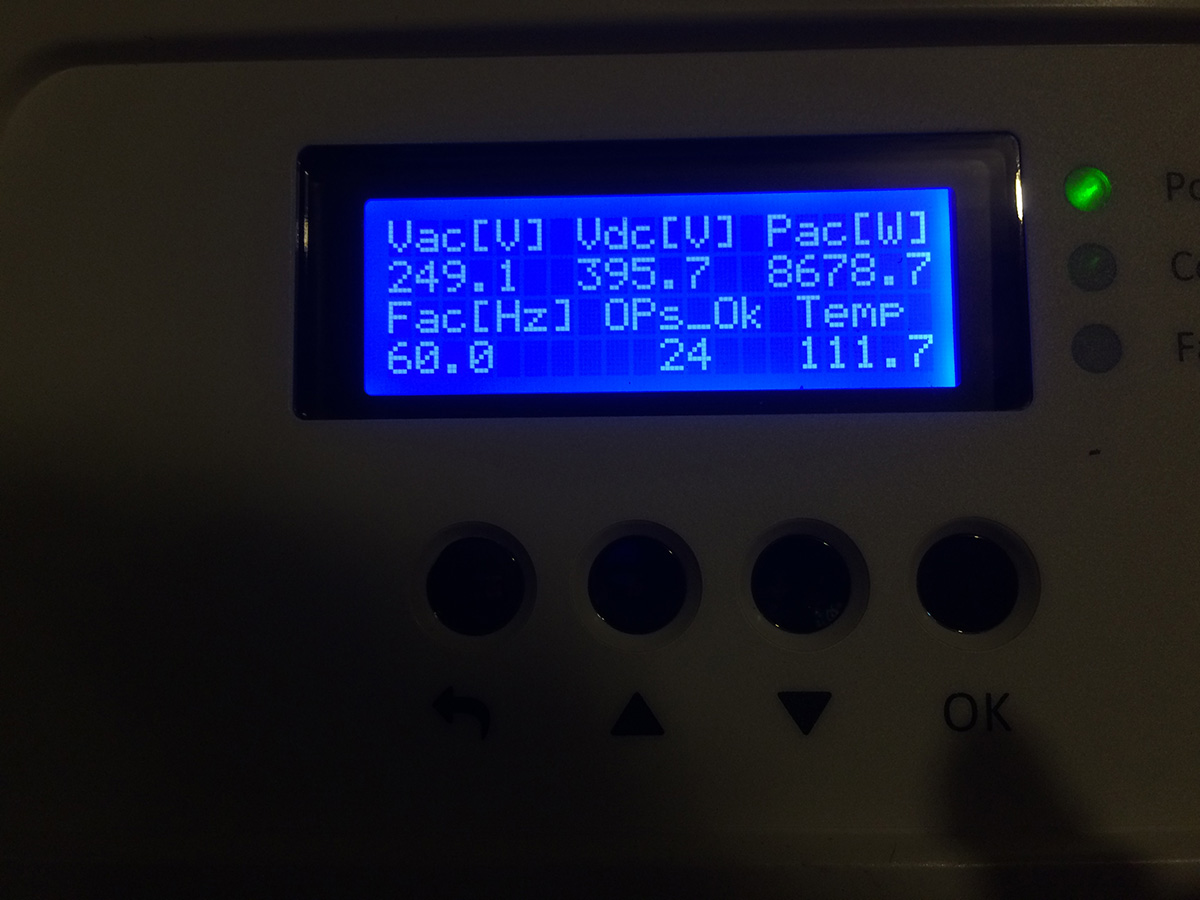 Vac[V] Vdc[V] Pac[W]
249.1 395.7 8678.7
Fac[Hz] OPs_Ok Temp
60.0 24 111.7
OK